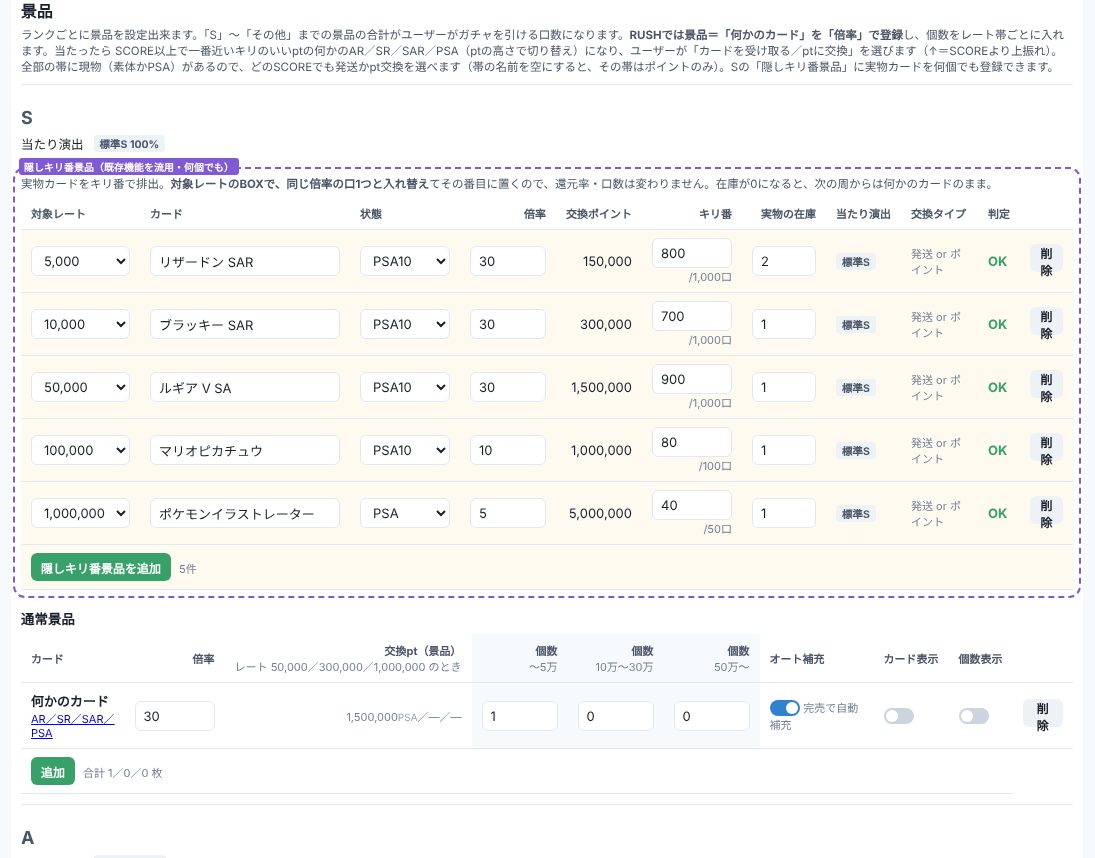 景品
ランクごとに景品を設定出来ます。「S」〜「その他」までの景品の合計がユーザーがガチャを引ける口数になります。RUSHでは景品＝「何かのカード」を「倍率」で登録し、個数をレート帯ごとに入れ
ます。当たったら SCORE以上で一番近いキリのいいptの何かのAR／SR／SAR／PSA（ptの高さで切り替え）になり、ユーザーが「カードを受け取る／ptに交換」を選びます（↑＝SCOREより上振れ）。
全部の帯に現物（素体かPSA）があるので、どのSCOREでも発送かpt交換を選べます（帯の名前を空にすると、その帯はポイントのみ）。Sの「隠しキリ番景品」に実物カードを何個でも登録できます。
S
当たり演出 標準S 100%
隠しキリ番景品（既存機能を流用・何個でも）
実物カードをキリ番で排出。対象レートのBOXで、同じ倍率の口1つと入れ替えてその番目に置くので、還元率・口数は変わりません。在庫が0になると、次の周からは何かのカードのまま。
対象レート カード 状態 倍率 交換ポイント キリ番 実物の在庫 当たり演出 交換タイプ 判定
5,000 リザードン SAR PSA10 30 150,000 800 2 標準S 発送 or ポ OK 削
/1,000口 イント 除
10,000 ブラッキー SAR PSA10 30 300,000 700 1 標準S 発送 or ポ OK 削
/1,000口 イント 除
50,000 ルギア V SA PSA10 30 1,500,000 900 1 標準S 発送 or ポ OK 削
/1,000口 イント 除
100,000 マリオピカチュウ PSA10 10 1,000,000 80 1 標準S 発送 or ポ OK 削
/100口 イント 除
1,000,000 ポケモンイラストレーター PSA 5 5,000,000 40 1 標準S 発送 or ポ OK 削
/50口 イント 除
隠しキリ番景品を追加 5件
通常景品
カード 倍率 交換pt（景品） 個数 個数 個数 オート補充 カード表示 個数表示
レート 50,000／300,000／1,000,000 のとき 〜5万 10万〜30万 50万〜
何かのカード 30 1,500,000PSA／—／— 1 0 0 完売で自動 削
AR／SR／SAR／ 補充 除
PSA
追加 合計 1／0／0 枚
A